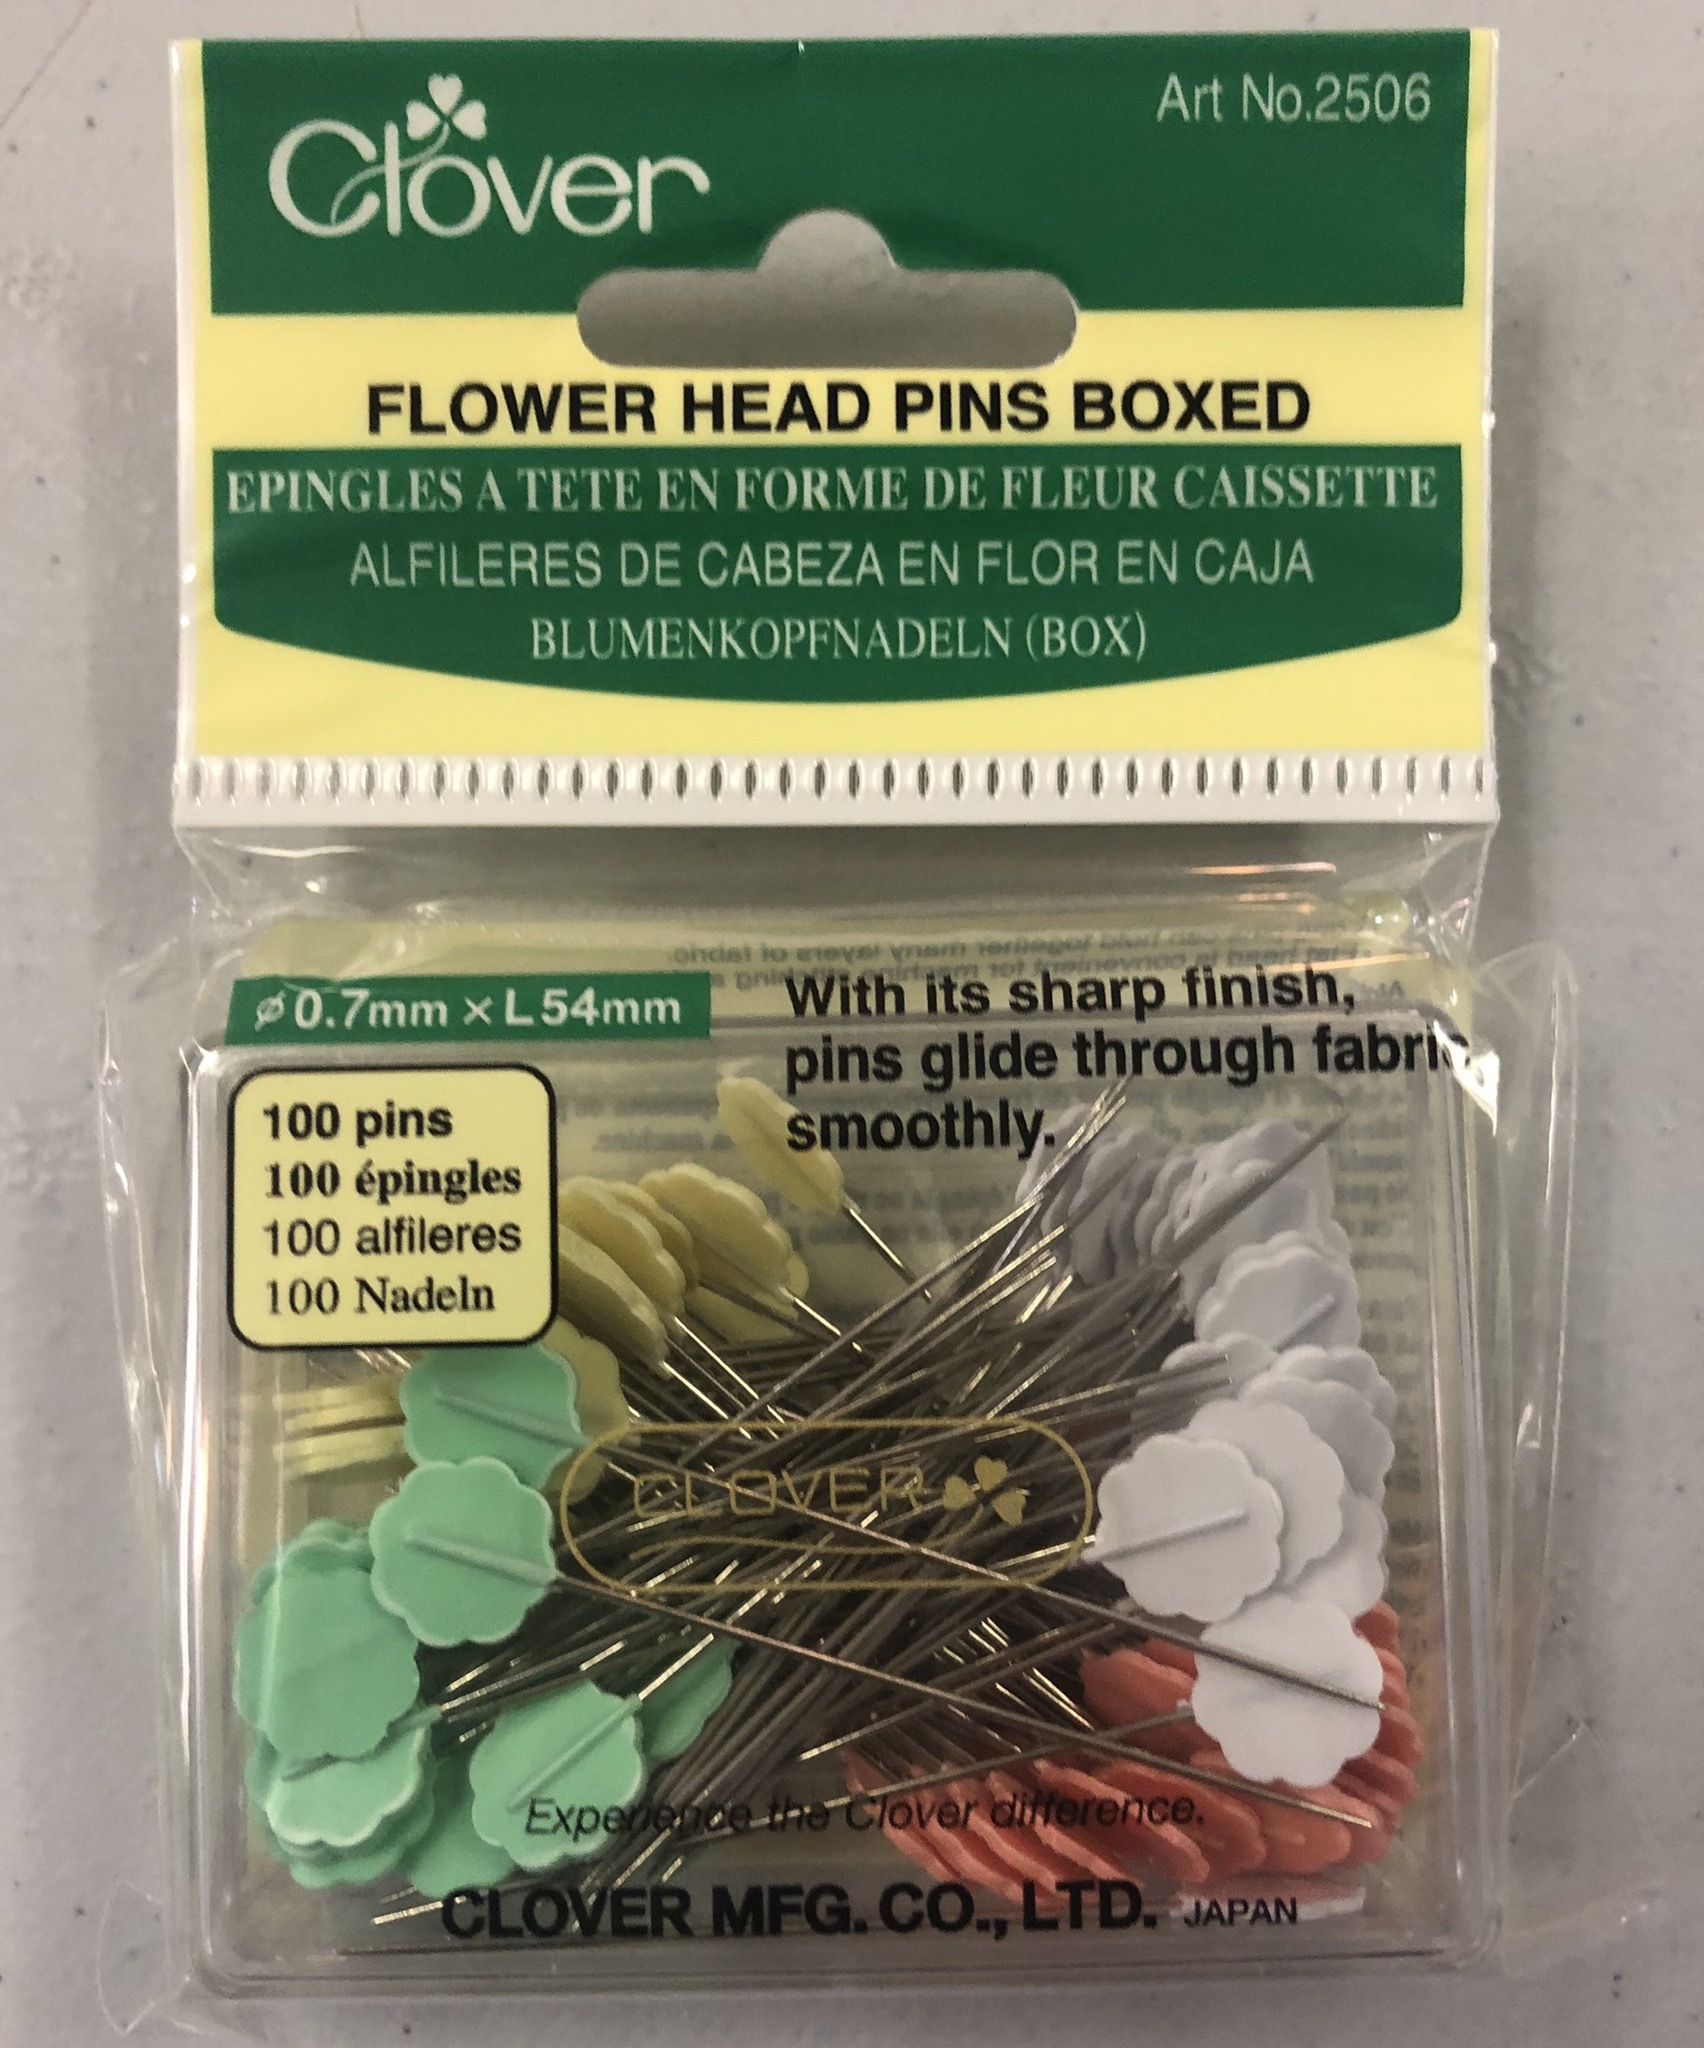 Clover
Art No.2506
FLOWER HEAD PINS BOXED
EPINGLES A TETE EN FORME DE FLEUR CAISSETTE
ALFILERES DE CABEZA EN FLOR EN CAJA
BLUMENKOPFNADELN (BOX)
⌀0.7mm×L54mm
With its sharp finish,
pins glide through fabric
smoothly.
100 pins
100 épingles
100 alfileres
100 Nadeln
CLOVER
Experience the Clover difference.
CLOVER MFG. CO., LTD. JAPAN